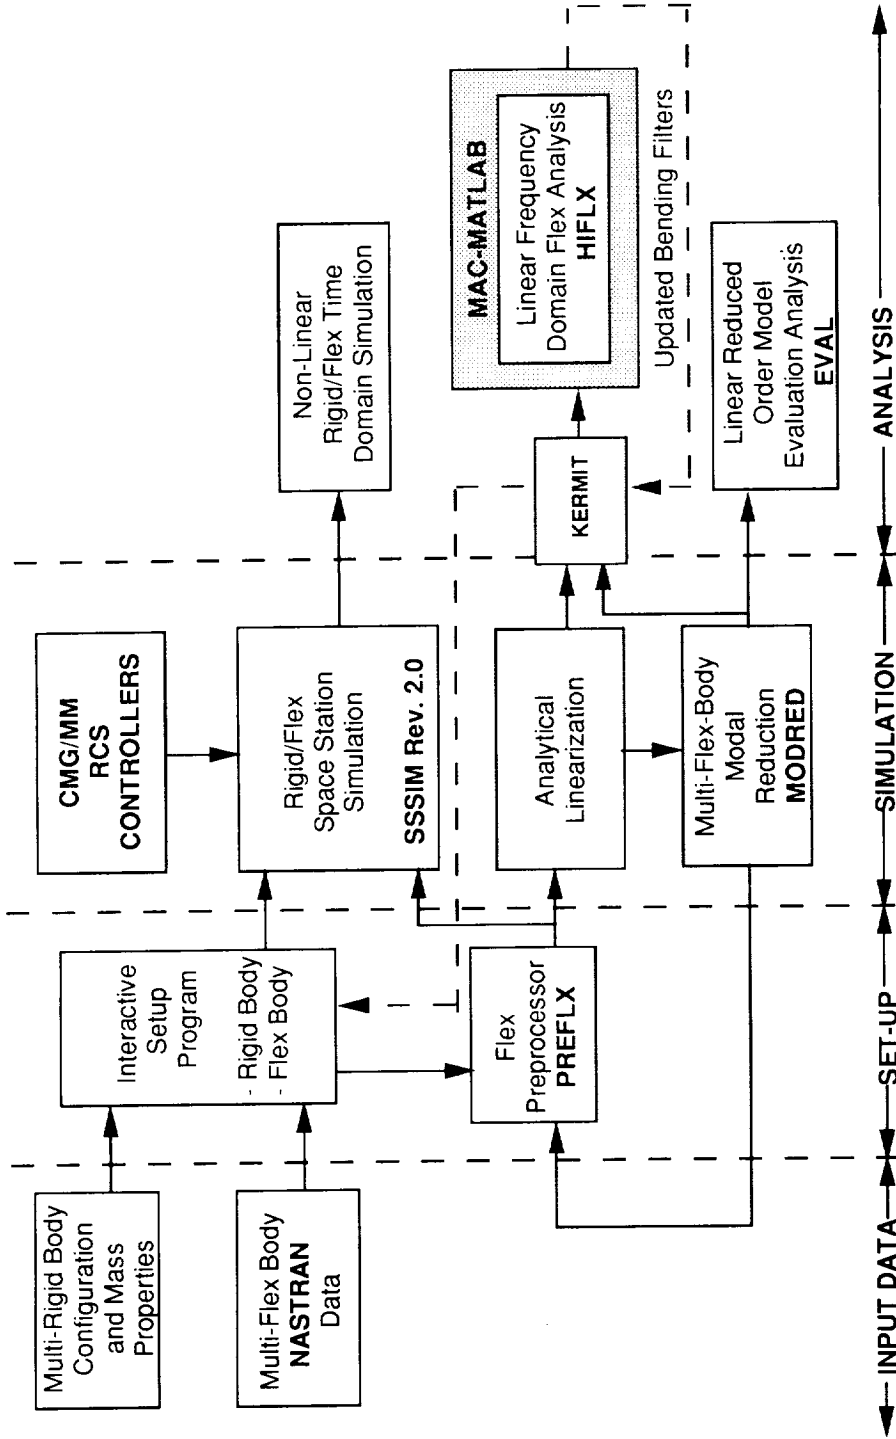 Multi-Rigid Body
Configuration
and Mass
Properties
Multi-Flex Body
NASTRAN
Data
Interactive
Setup
Program
- Rigid Body
- Flex Body
Flex
Preprocessor
PREFLX
CMG/MM
RCS
CONTROLLERS
Rigid/Flex
Space Station
Simulation
SSSIM Rev. 2.0
Analytical
Linearization
Multi-Flex-Body
Modal
Reduction
MODRED
Non-Linear
Rigid/Flex Time
Domain Simulation
KERMIT
MAC-MATLAB
Linear Frequency
Domain Flex Analysis
HIFLX
Updated Bending Filters
Linear Reduced
Order Model
Evaluation Analysis
EVAL
INPUT DATA
SET-UP
SIMULATION
ANALYSIS